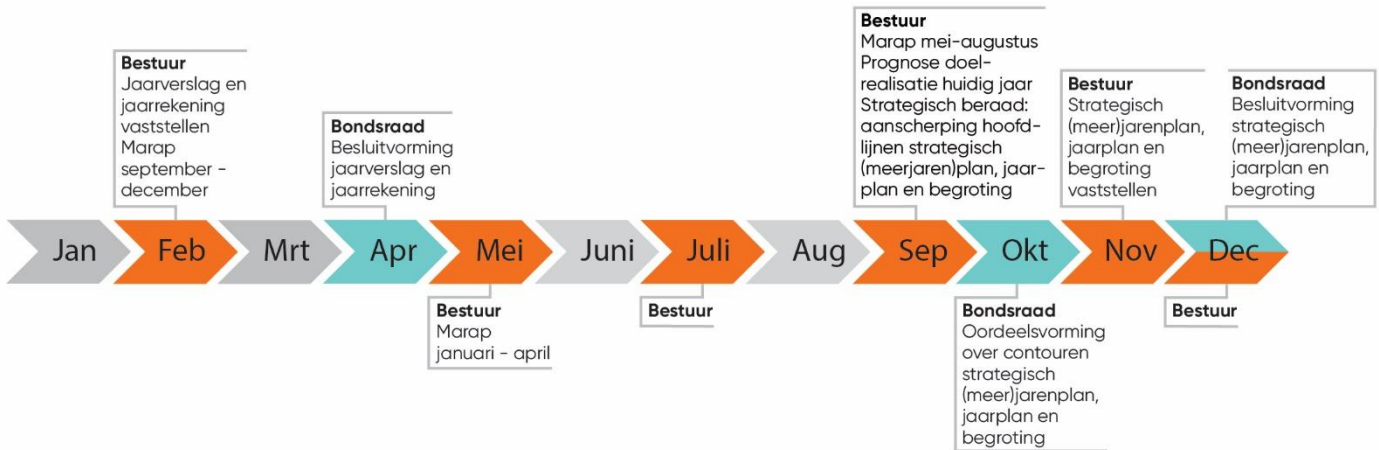 Bestuur
Jaarverslag en
jaarrekening
vaststellen
Marap
september -
december
Bondsraad
Besluitvorming
jaarverslag en
jaarrekening
Bestuur
Marap mei-augustus
Prognose doel-
realisatie huidig jaar
Strategisch beraad:
aanscherping hoofd-
lijnen strategisch
(meerjaren)plan, jaar-
plan en begroting
Bestuur
Strategisch
(meer)jarenplan,
jaarplan en
begroting
vaststellen
Bondsraad
Besluitvorming
strategisch
(meer)jarenplan,
jaarplan en
begroting
Jan Feb Mrt Apr Mei Juni Juli Aug Sep Okt Nov Dec
Bestuur
Marap
januari - april
Bestuur
Bondsraad
Oordeelsvorming
over contouren
strategisch
(meer)jarenplan,
jaarplan en
begroting
Bestuur